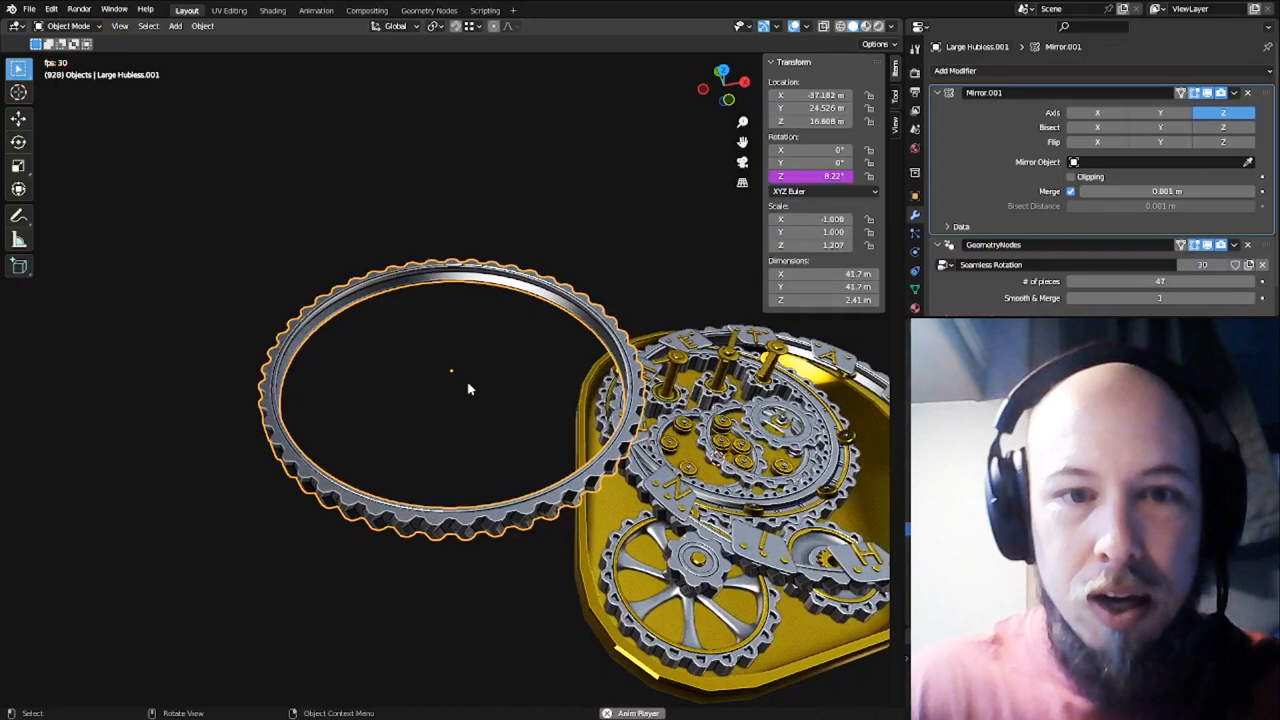 File Edit Render Window Help Layout UV Editing Shading Animation Compositing Geometry Nodes Scripting Scene ViewLayer
Object Mode View Select Add Object Global
Options
fps: 30
(928) Objects | Large Hubless.001
Transform
Location:
X -37.182 m
Y 24.526 m
Z 16.608 m
Rotation:
X 0°
Y 0°
Z 8.22°
XYZ Euler
Scale:
X -1.000
Y 1.000
Z 1.207
Dimensions:
X 41.7 m
Y 41.7 m
Z 2.41 m
Item
Tool
View
Large Hubless.001 > Mirror.001
Add Modifier
Mirror.001
Axis X Y Z
Bisect X Y Z
Flip X Y Z
Mirror Object
Clipping
Merge 0.001 m
Bisect Distance 0.001 m
Data
GeometryNodes
Seamless Rotation 30
# of pieces 47
Smooth & Merge 1
E T A
N I H
Select Rotate View Object Context Menu Anim Player